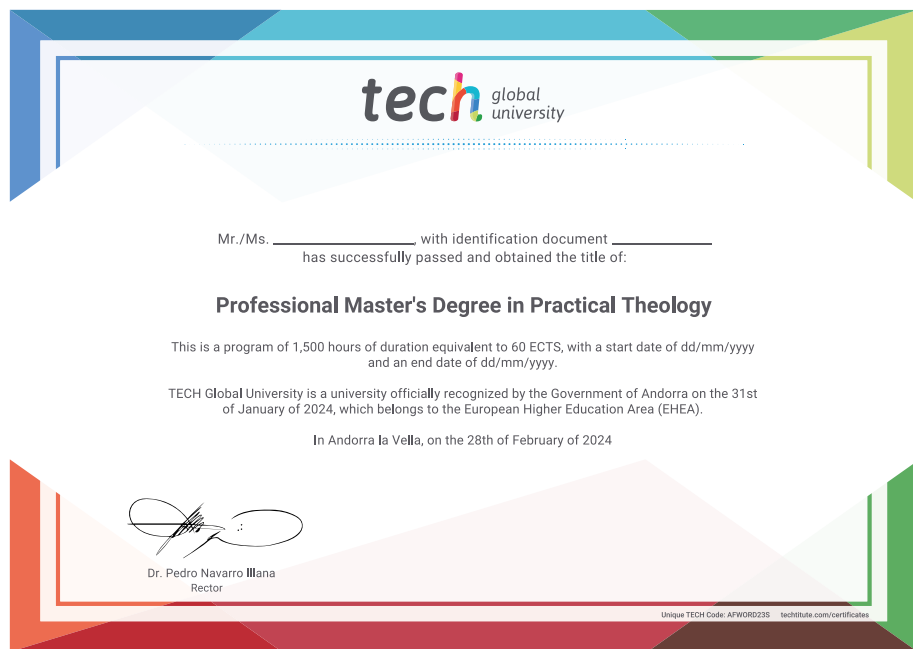 tech global
university
Mr./Ms. ____________, with identification document ____________
has successfully passed and obtained the title of:
Professional Master's Degree in Practical Theology
This is a program of 1,500 hours of duration equivalent to 60 ECTS, with a start date of dd/mm/yyyy
and an end date of dd/mm/yyyy.
TECH Global University is a university officially recognized by the Government of Andorra on the 31st
of January of 2024, which belongs to the European Higher Education Area (EHEA).
In Andorra la Vella, on the 28th of February of 2024
Dr. Pedro Navarro Illana
Rector
Unique TECH Code: AFWORD23S techtitute.com/certificates